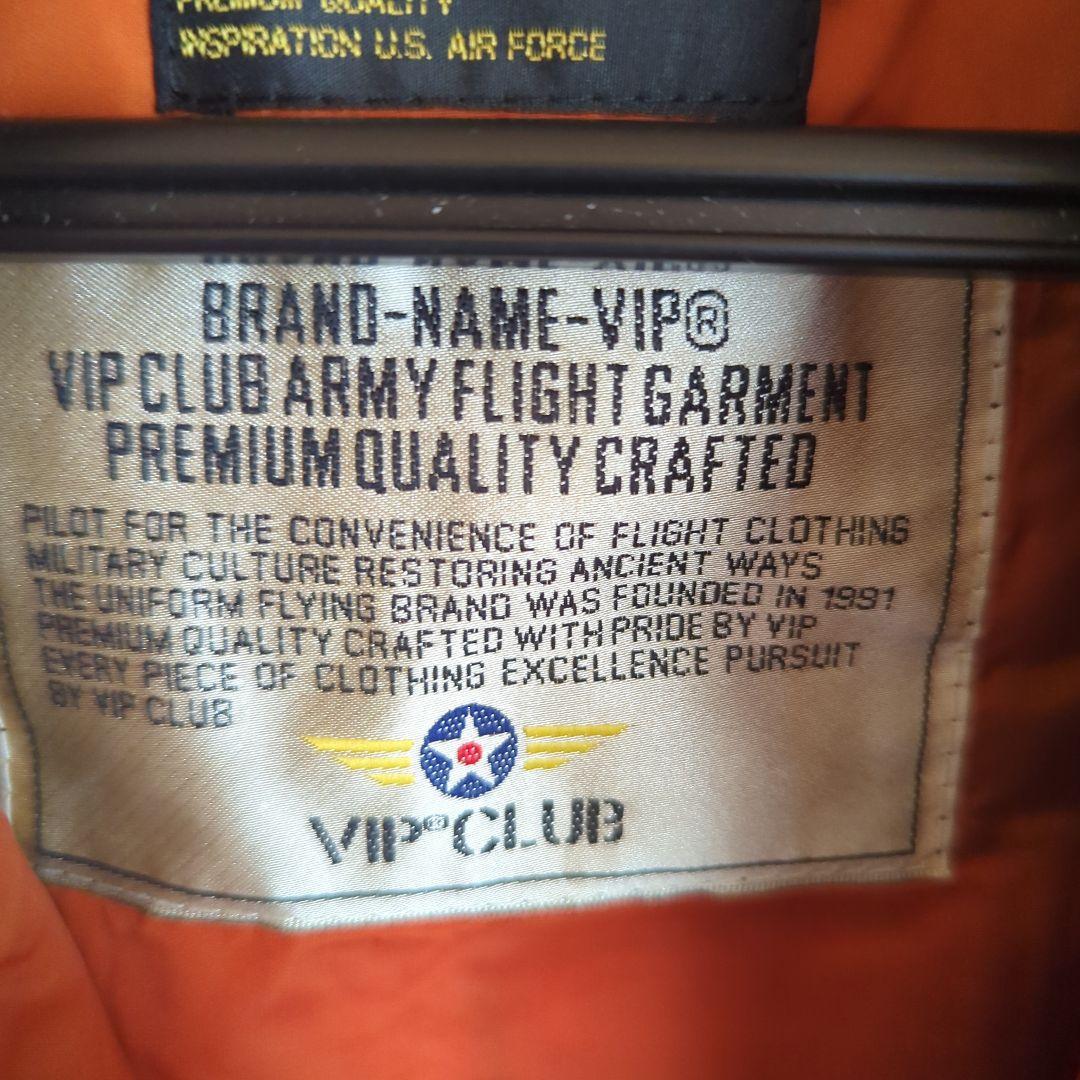 PREMIUM QUALITY
INSPIRATION U.S. AIR FORCE
BRAND-NAME-VIP®
VIP CLUB ARMY FLIGHT GARMENT
PREMIUM QUALITY CRAFTED
PILOT FOR THE CONVENIENCE OF FLIGHT CLOTHING
MILITARY CULTURE RESTORING ANCIENT WAYS
THE UNIFORM FLYING BRAND WAS FOUNDED IN 1991
PREMIUM QUALITY CRAFTED WITH PRIDE BY VIP
EVERY PIECE OF CLOTHING EXCELLENCE PURSUIT
BY VIP CLUB
VIP® CLUB